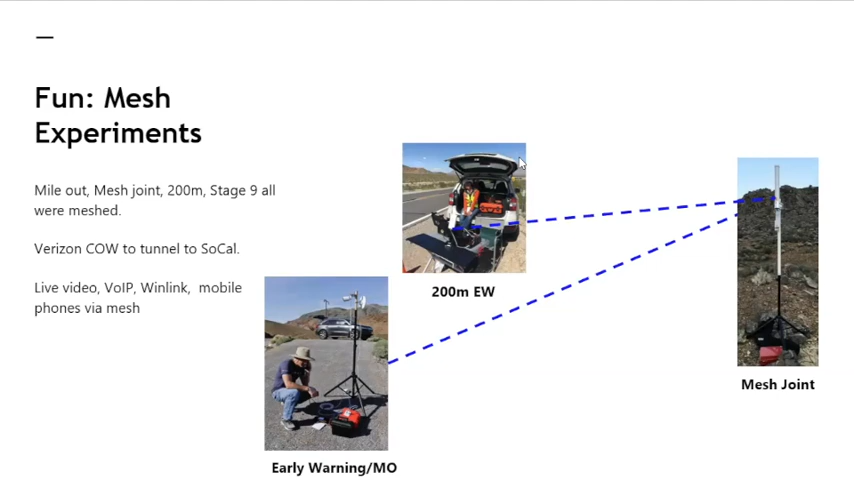 Fun: Mesh
Experiments
Mile out, Mesh joint, 200m, Stage 9 all
were meshed.
Verizon COW to tunnel to SoCal.
Live video, VoIP, Winlink, mobile
phones via mesh
200m EW
Early Warning/MO
Mesh Joint